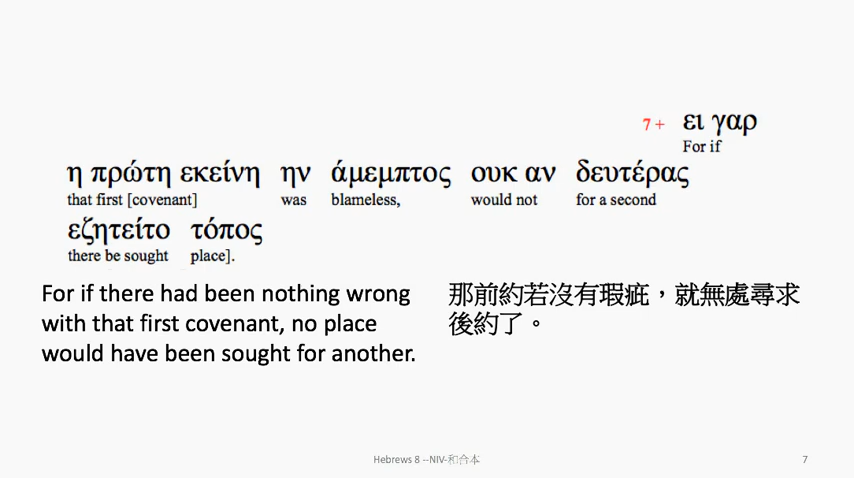 7 + ει γαρ
For if
η πρώτη εκείνη ην άμεμπτος ουκ αν δευτέρας
that first [covenant] was blameless, would not for a second
εζητείτο τόπος
there be sought place].
For if there had been nothing wrong
with that first covenant, no place
would have been sought for another.
那前約若沒有瑕疵，就無處尋求
後約了。
Hebrews 8 --NIV-和合本
7